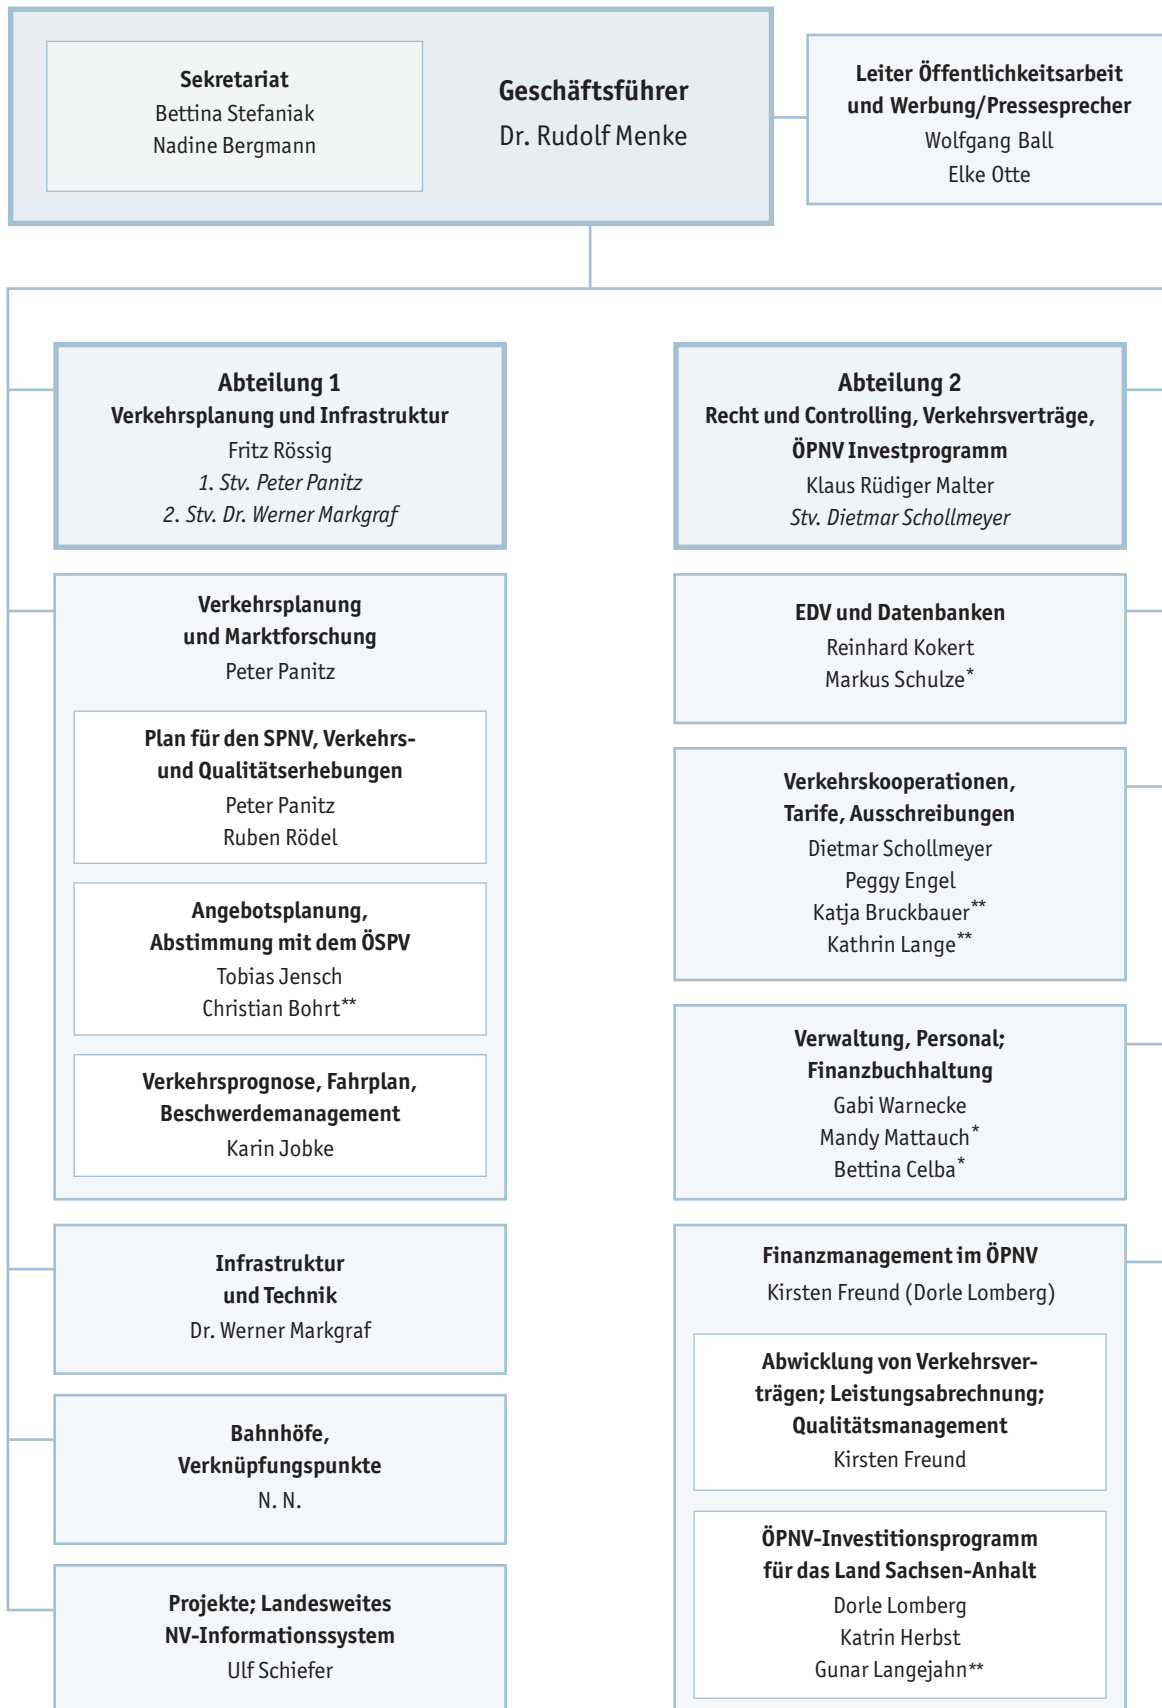 Sekretariat
Bettina Stefaniak
Nadine Bergmann
Geschäftsführer
Dr. Rudolf Menke
Leiter Öffentlichkeitsarbeit
und Werbung/Pressesprecher
Wolfgang Ball
Elke Otte
Abteilung 1
Verkehrsplanung und Infrastruktur
Fritz Rössig
1. Stv. Peter Panitz
2. Stv. Dr. Werner Markgraf
Verkehrsplanung
und Marktforschung
Peter Panitz
Plan für den SPNV, Verkehrs-
und Qualitätserhebungen
Peter Panitz
Ruben Rödel
Angebotsplanung,
Abstimmung mit dem ÖSPV
Tobias Jensch
Christian Bohrt**
Verkehrsprognose, Fahrplan,
Beschwerdemanagement
Karin Jobke
Infrastruktur
und Technik
Dr. Werner Markgraf
Bahnhöfe,
Verknüpfungspunkte
N. N.
Projekte; Landesweites
NV-Informationssystem
Ulf Schiefer
Abteilung 2
Recht und Controlling, Verkehrsverträge,
ÖPNV Investprogramm
Klaus Rüdiger Malter
Stv. Dietmar Schollmeyer
EDV und Datenbanken
Reinhard Kokert
Markus Schulze*
Verkehrskooperationen,
Tarife, Ausschreibungen
Dietmar Schollmeyer
Peggy Engel
Katja Bruckbauer**
Kathrin Lange**
Verwaltung, Personal;
Finanzbuchhaltung
Gabi Warnecke
Mandy Mattauch*
Bettina Celba*
Finanzmanagement im ÖPNV
Kirsten Freund (Dorle Lomberg)
Abwicklung von Verkehrsver-
trägen; Leistungsabrechnung;
Qualitätsmanagement
Kirsten Freund
ÖPNV-Investitionsprogramm
für das Land Sachsen-Anhalt
Dorle Lomberg
Katrin Herbst
Gunar Langejahn**